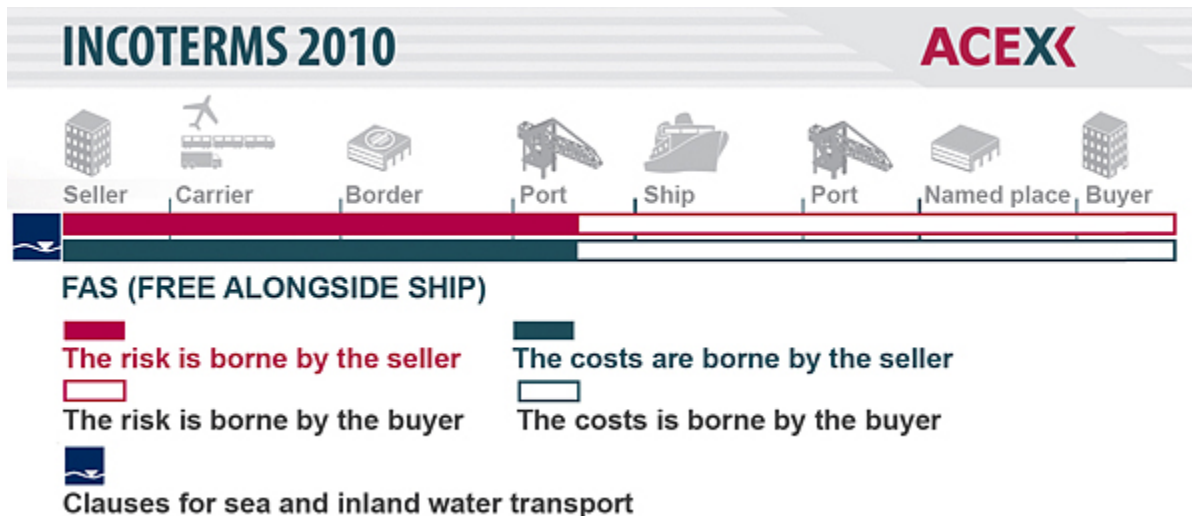 INCOTERMS 2010
ACEX
Seller Carrier Border Port Ship Port Named place Buyer
FAS (FREE ALONGSIDE SHIP)
The risk is borne by the seller
The costs are borne by the seller
The risk is borne by the buyer
The costs is borne by the buyer
Clauses for sea and inland water transport